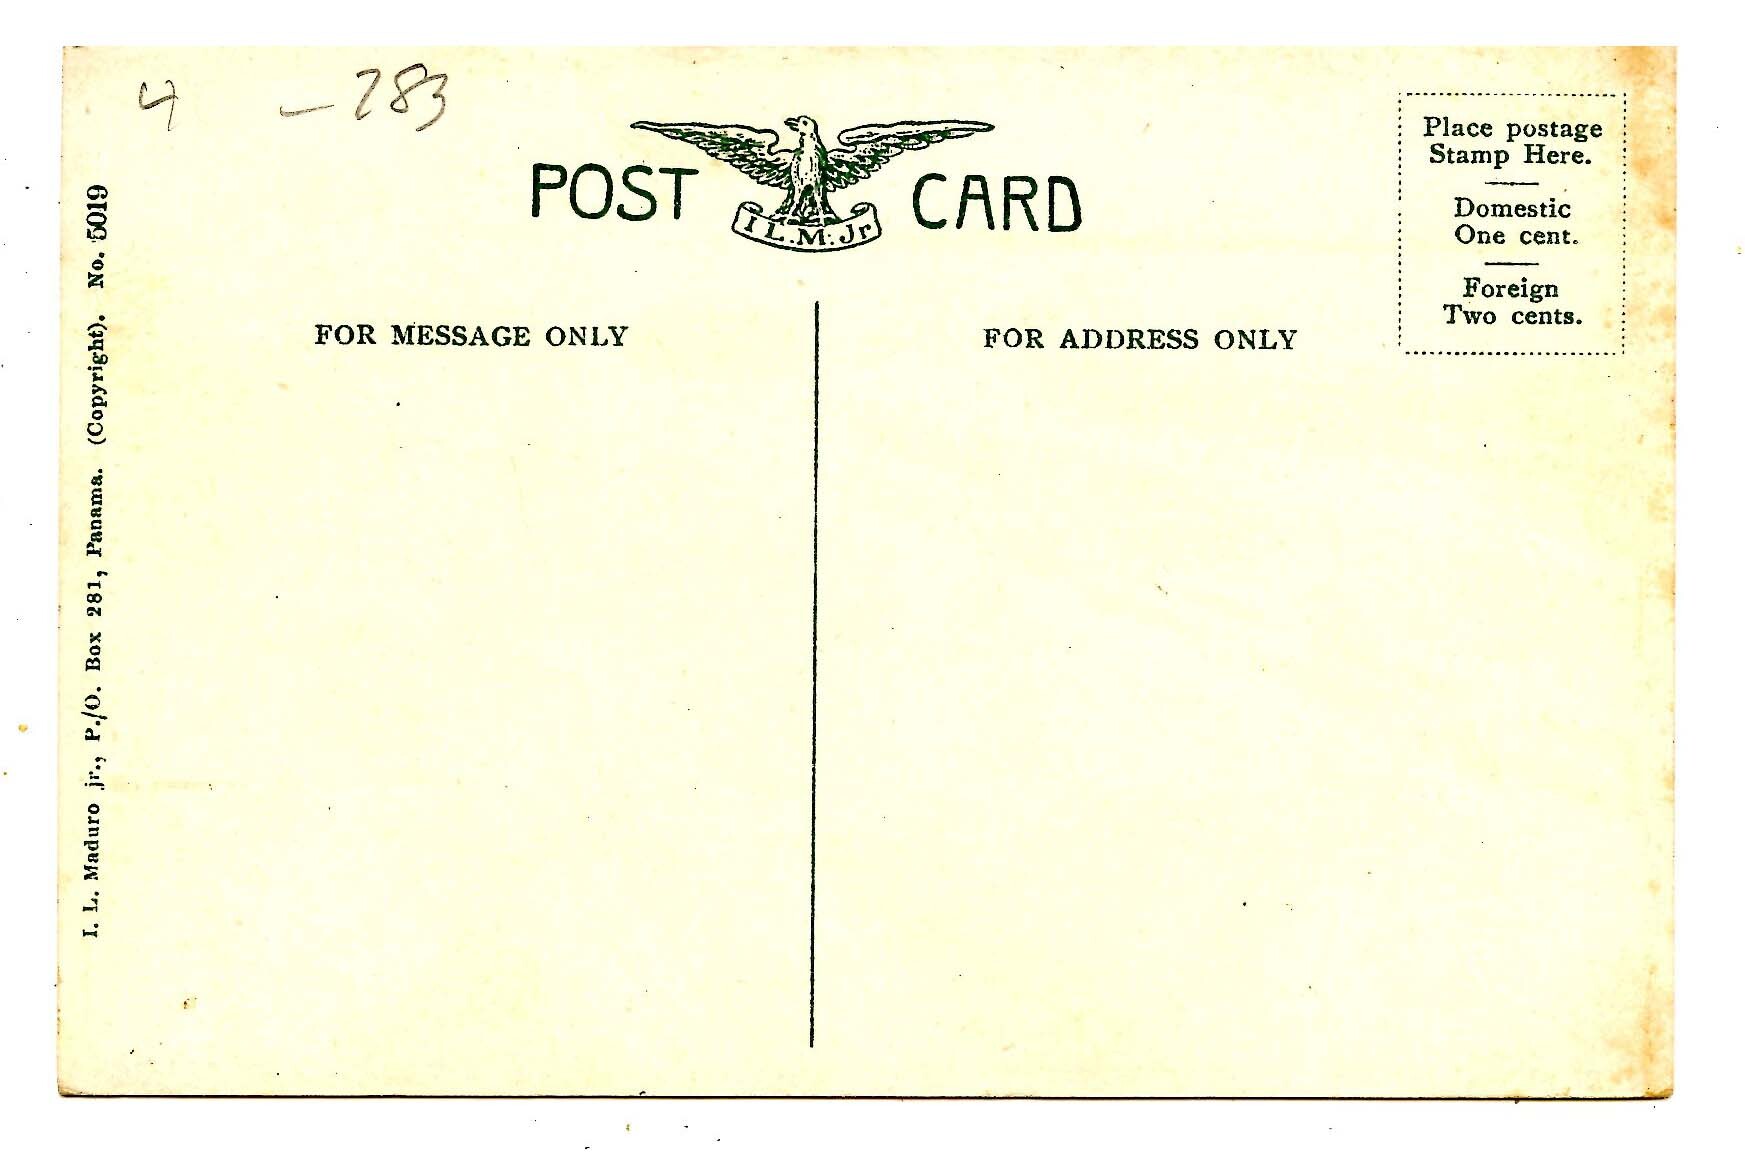 4 — 283
POST CARD
I L. M. Jr
Place postage
Stamp Here.
Domestic
One cent.
Foreign
Two cents.
FOR MESSAGE ONLY
FOR ADDRESS ONLY
I. L. Maduro jr., P./O. Box 281, Panama. (Copyright). No. 5019